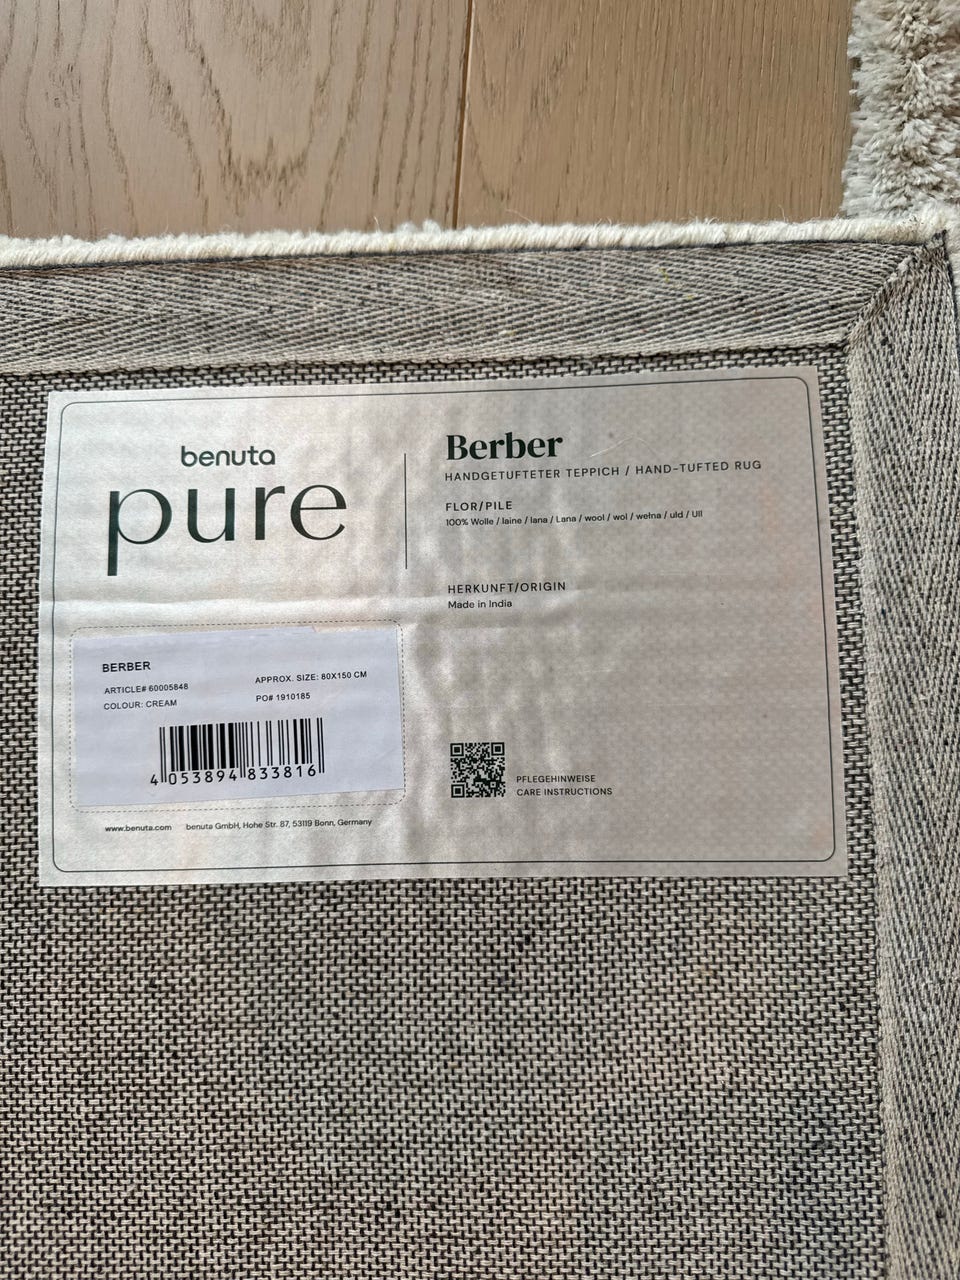 benuta
pure
Berber
HANDGETUFTETER TEPPICH / HAND-TUFTED RUG
FLOR/PILE
100% Wolle / laine / lana / Lana / wool / wol / wełna / uld / Ull
HERKUNFT/ORIGIN
Made in India
BERBER
ARTICLE# 60005848
COLOUR: CREAM
APPROX. SIZE: 80X150 CM
PO# 1910185
4 053894 833816
PFLEGEHINWEISE
CARE INSTRUCTIONS
www.benuta.com benuta GmbH, Hohe Str. 87, 53119 Bonn, Germany